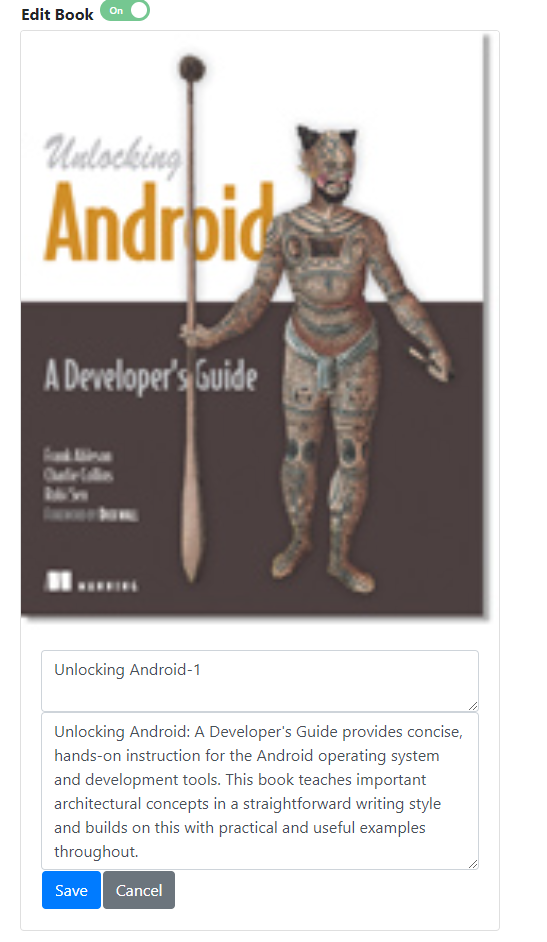 Edit Book
On
Unlocking
Android
A Developer's Guide
Frank Ableson
Charlie Collins
Robi Sen
FOREWORD BY DICK WALL
MANNING
Unlocking Android-1
Unlocking Android: A Developer's Guide provides concise,
hands-on instruction for the Android operating system
and development tools. This book teaches important
architectural concepts in a straightforward writing style
and builds on this with practical and useful examples
throughout.
Save
Cancel